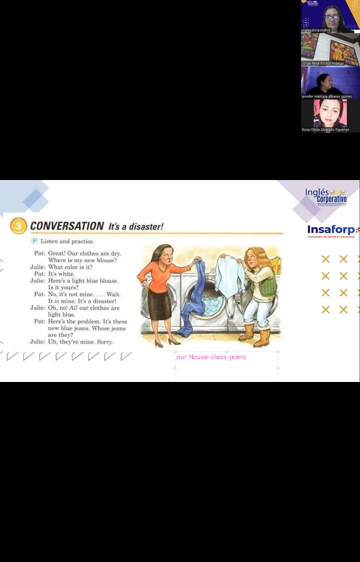 Inglés
Corporativo
Insaforp
3 CONVERSATION It's a disaster!
Listen and practice.
Pat: Great! Our clothes are dry.
Where is my new blouse?
Julie: What color is it?
Pat: It's white.
Julie: Here's a light blue blouse.
Is it yours?
Pat: No, it's not mine. . . . Wait.
It is mine. It's a disaster!
Julie: Oh, no! All our clothes are
light blue.
Pat: Here's the problem. It's these
new blue jeans. Whose jeans
are they?
Julie: Uh, they're mine. Sorry.
our House-class-jeans